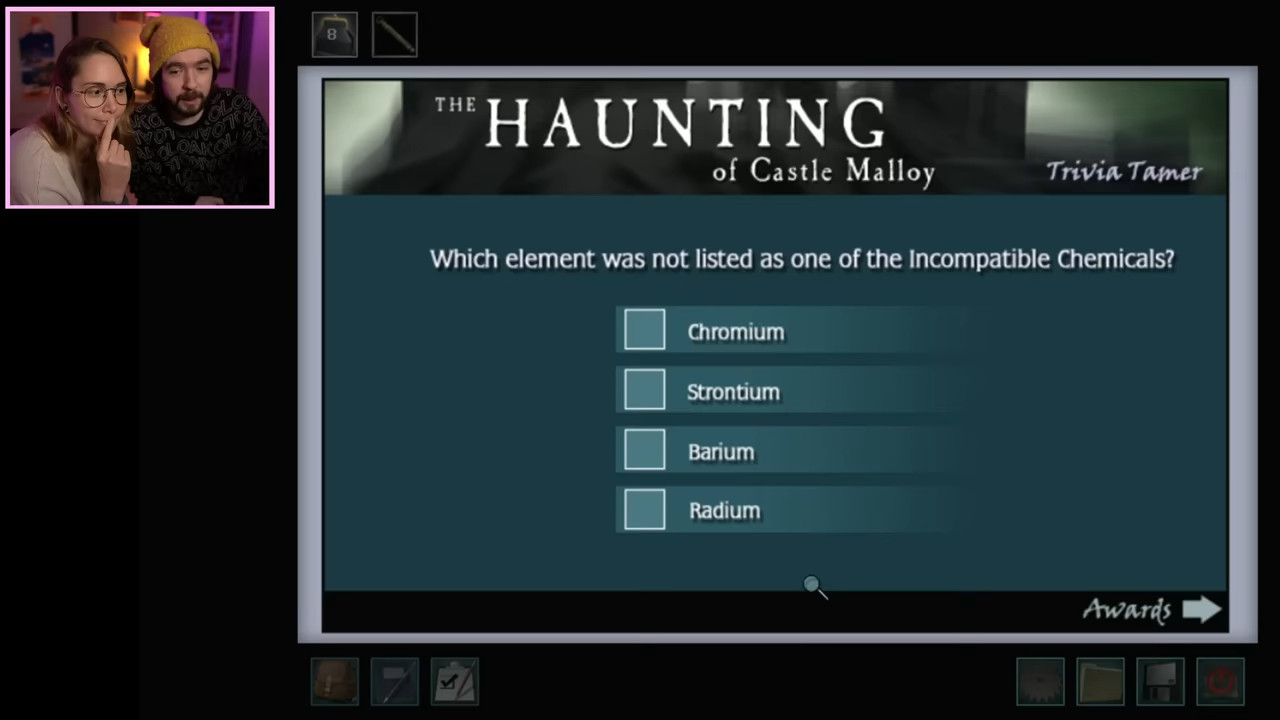 B
THE HAUNTING
of Castle Malloy
Trivia Tamer
Which element was not listed as one of the Incompatible Chemicals?
Chromium
Strontium
Barium
Radium
Awards